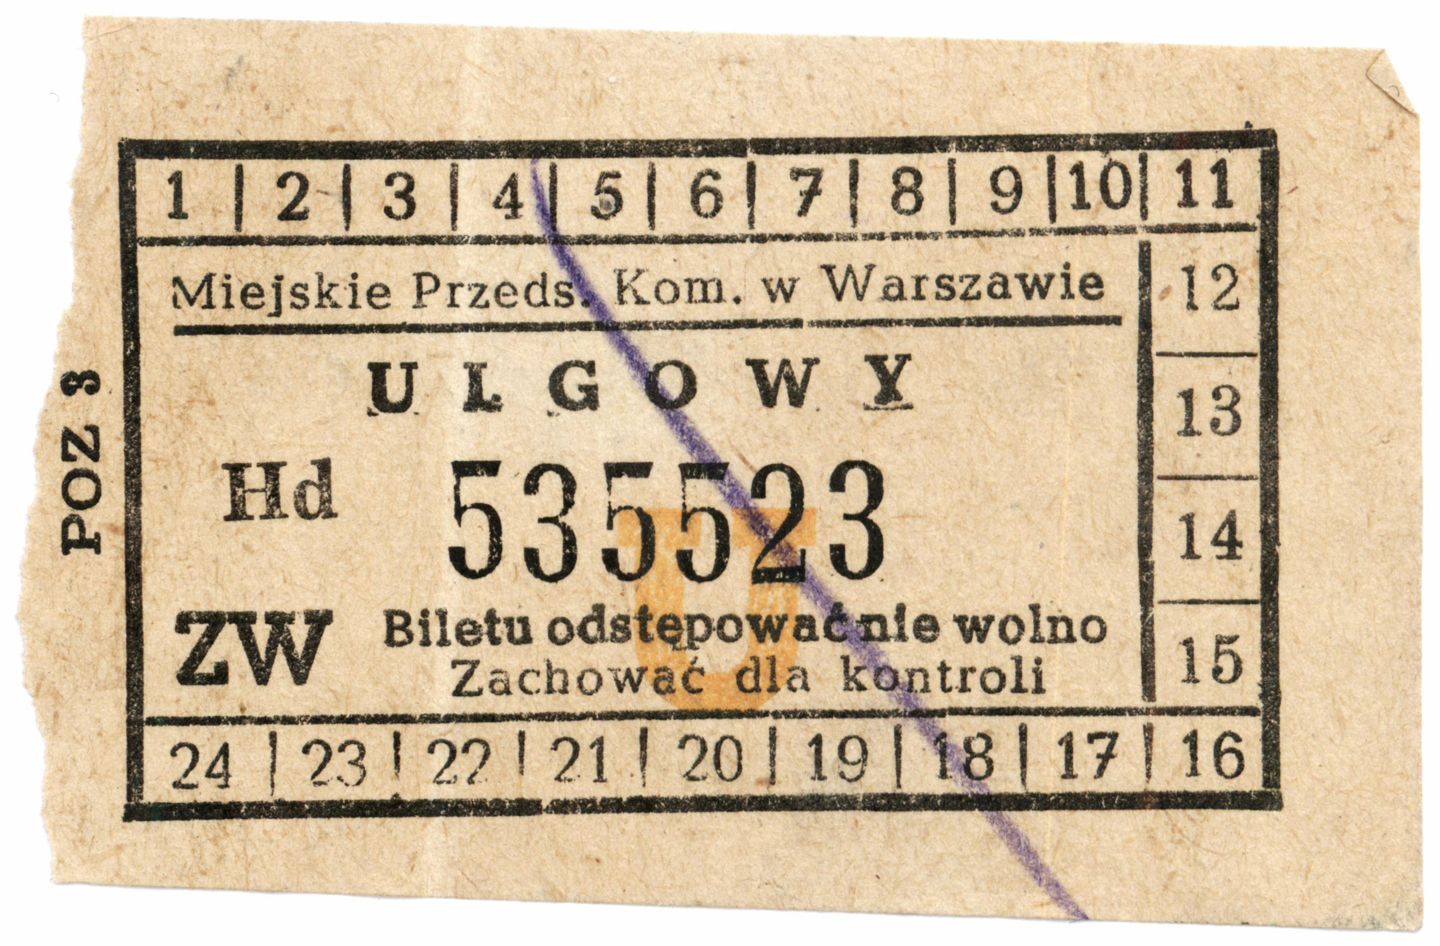 1 | 2 | 3 | 4 | 5 | 6 | 7 | 8 | 9 | 10 | 11
Miejskie Przeds. Kom. w Warszawie
12
ULGOWY
13
POZ 3
Hd 535523
14
U
ZW Biletu odstępować nie wolno
Zachować dla kontroli
15
24 | 23 | 22 | 21 | 20 | 19 | 18 | 17 | 16